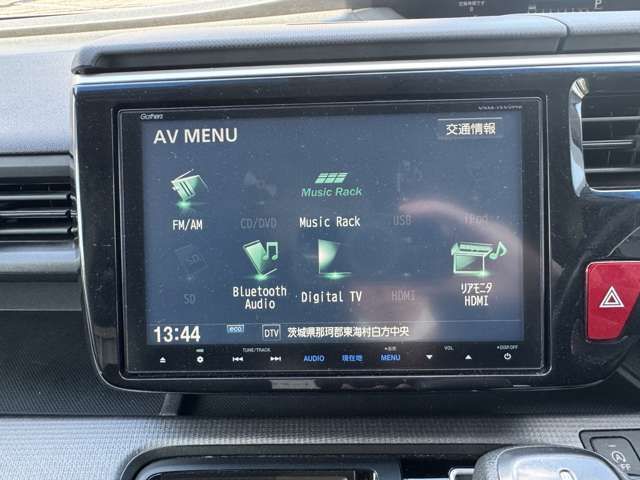 Gathers
AV MENU
交通情報
Music Rack
FM/AM
CD/DVD
Music Rack
USB
iPod
SD
Bluetooth
Audio
Digital TV
HDMI
リアモニタ
HDMI
13:44
eco
DTV
茨城県那珂郡東海村白方中央
TUNE/TRACK
VOL
DISP.OFF
AUDIO
現在地
MENU
P
OFF